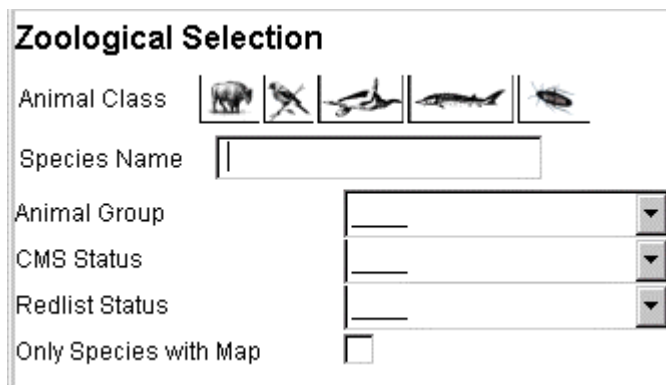 Zoological Selection
Animal Class
Species Name
Animal Group
CMS Status
Redlist Status
Only Species with Map